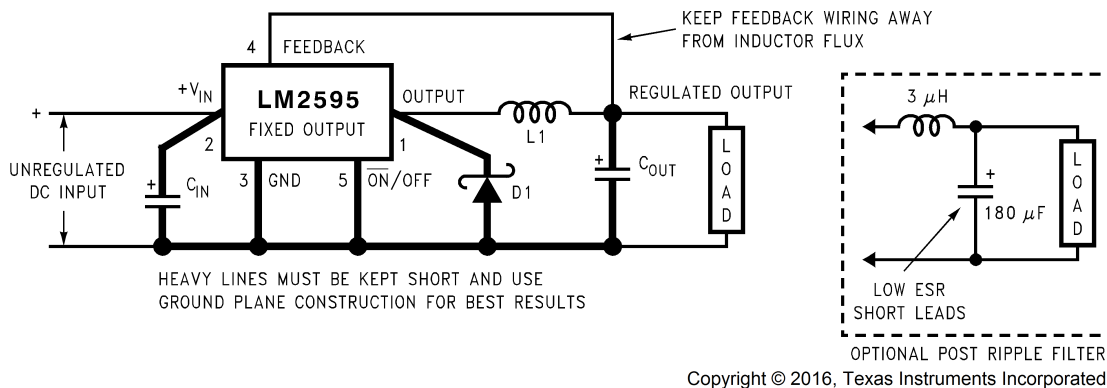 KEEP FEEDBACK WIRING AWAY
FROM INDUCTOR FLUX
4 FEEDBACK
+VIN
LM2595
FIXED OUTPUT
OUTPUT
2
1
L1
REGULATED OUTPUT
+
UNREGULATED
DC INPUT
+
CIN
3 GND
5 ON/OFF
D1
+
COUT
LOAD
HEAVY LINES MUST BE KEPT SHORT AND USE
GROUND PLANE CONSTRUCTION FOR BEST RESULTS
3 μH
+
180 μF
LOAD
LOW ESR
SHORT LEADS
OPTIONAL POST RIPPLE FILTER
Copyright © 2016, Texas Instruments Incorporated